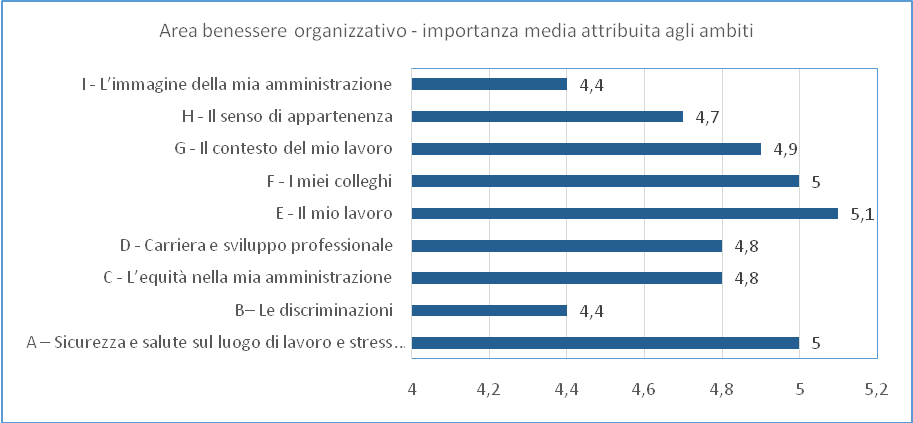 Area benessere organizzativo - importanza media attribuita agli ambiti
I - L'immagine della mia amministrazione 4,4
H - Il senso di appartenenza 4,7
G - Il contesto del mio lavoro 4,9
F - I miei colleghi 5
E - Il mio lavoro 5,1
D - Carriera e sviluppo professionale 4,8
C - L'equità nella mia amministrazione 4,8
B– Le discriminazioni 4,4
A – Sicurezza e salute sul luogo di lavoro e stress... 5
4 4,2 4,4 4,6 4,8 5 5,2